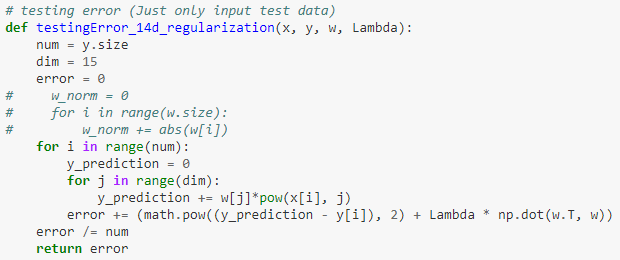 # testing error (Just only input test data)
def testingError_14d_regularization(x, y, w, Lambda):
    num = y.size
    dim = 15
    error = 0
#     w_norm = 0
#     for i in range(w.size):
#         w_norm += abs(w[i])
    for i in range(num):
        y_prediction = 0
        for j in range(dim):
            y_prediction += w[j]*pow(x[i], j)
        error += (math.pow((y_prediction - y[i]), 2) + Lambda * np.dot(w.T, w))
    error /= num
    return error